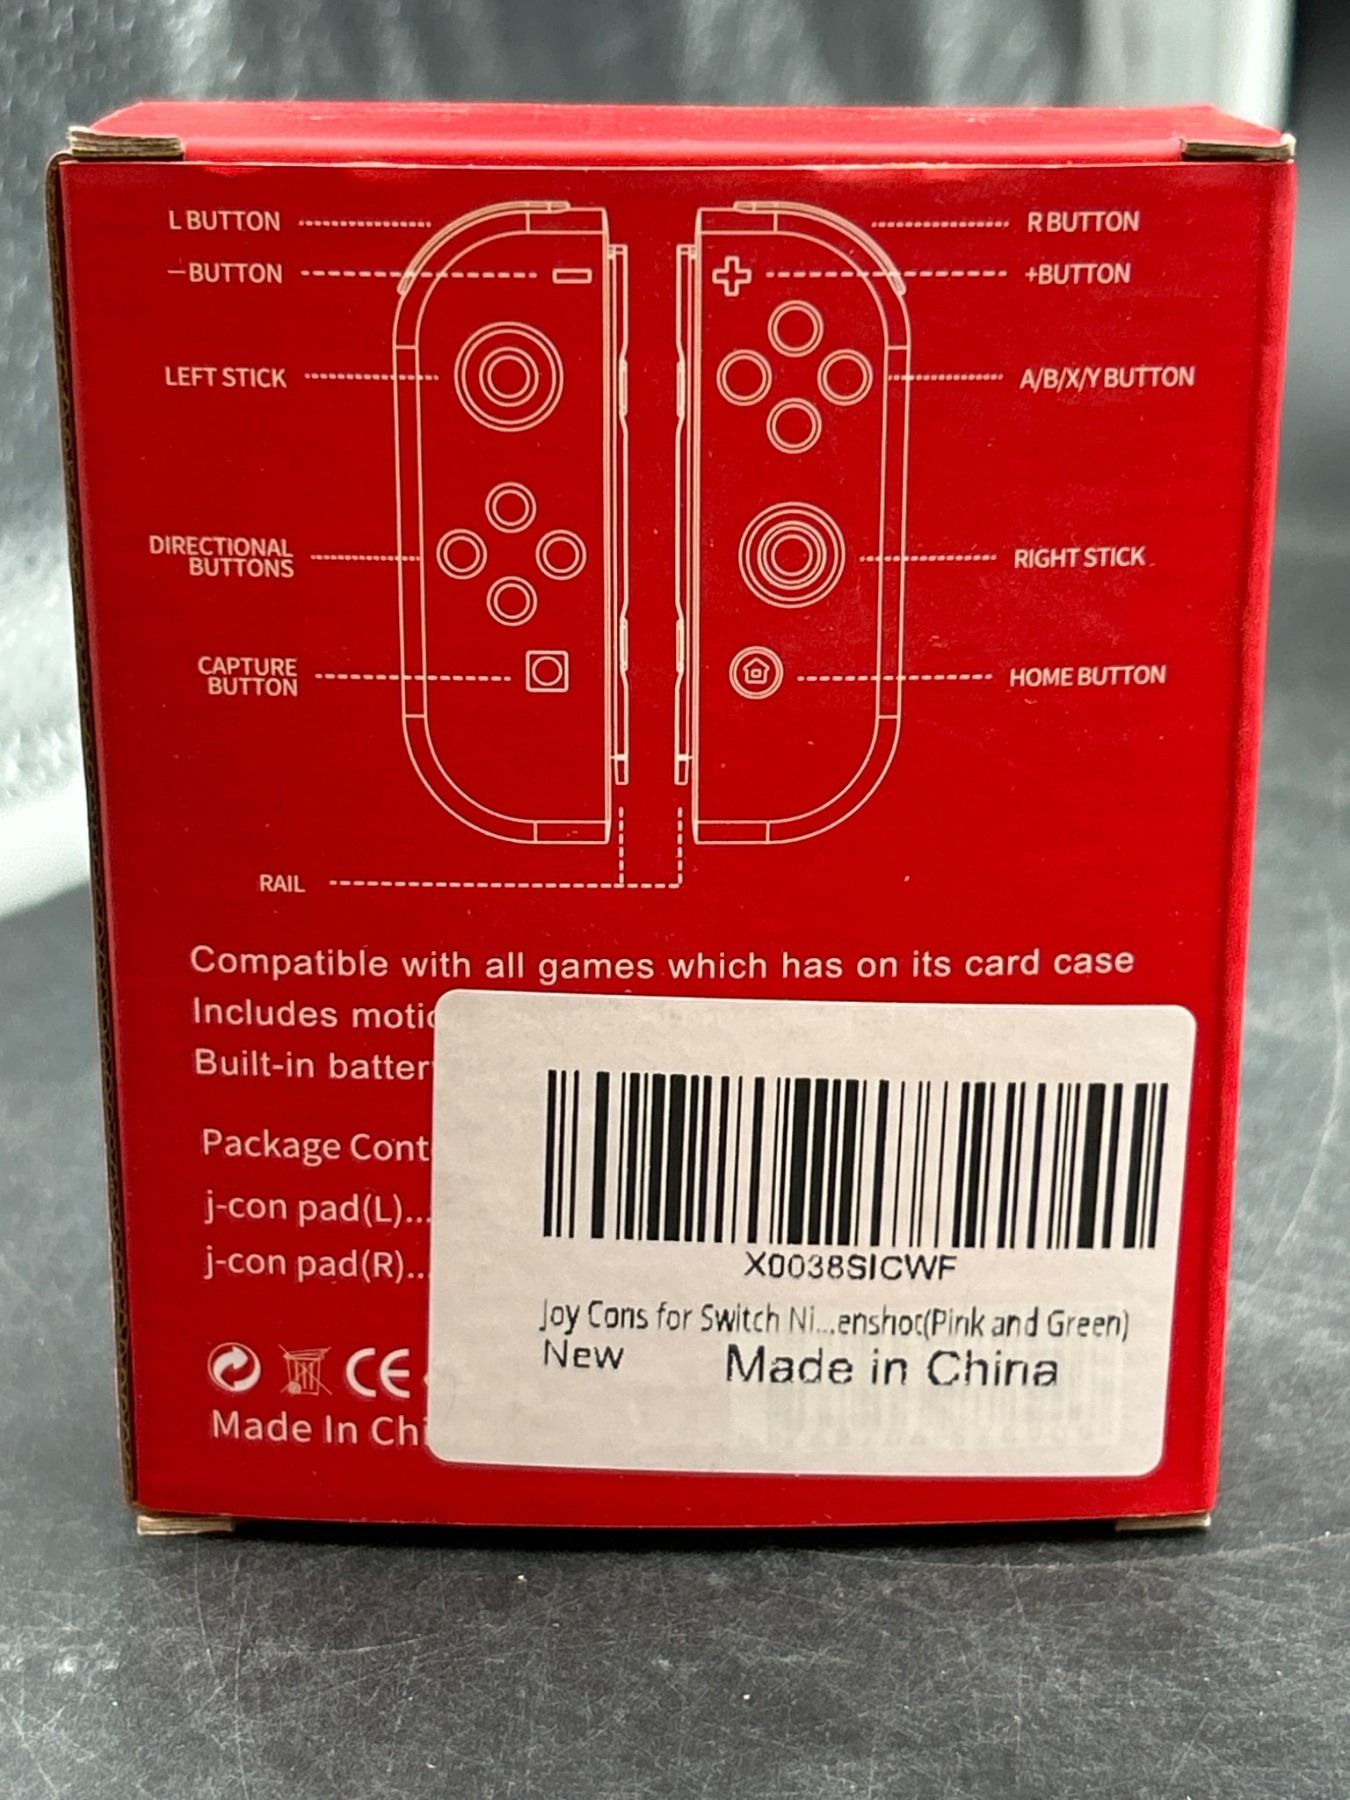 L BUTTON
R BUTTON
−BUTTON
+BUTTON
LEFT STICK
A/B/X/Y BUTTON
DIRECTIONAL
BUTTONS
RIGHT STICK
CAPTURE
BUTTON
HOME BUTTON
RAIL
Compatible with all games which has on its card case
Includes motic
Built-in batter
Package Cont
j-con pad(L)...
j-con pad(R)...
CE
Made In Chi
X0038SICWF
Joy Cons for Switch Ni...enshot(Pink and Green)
New
Made in China